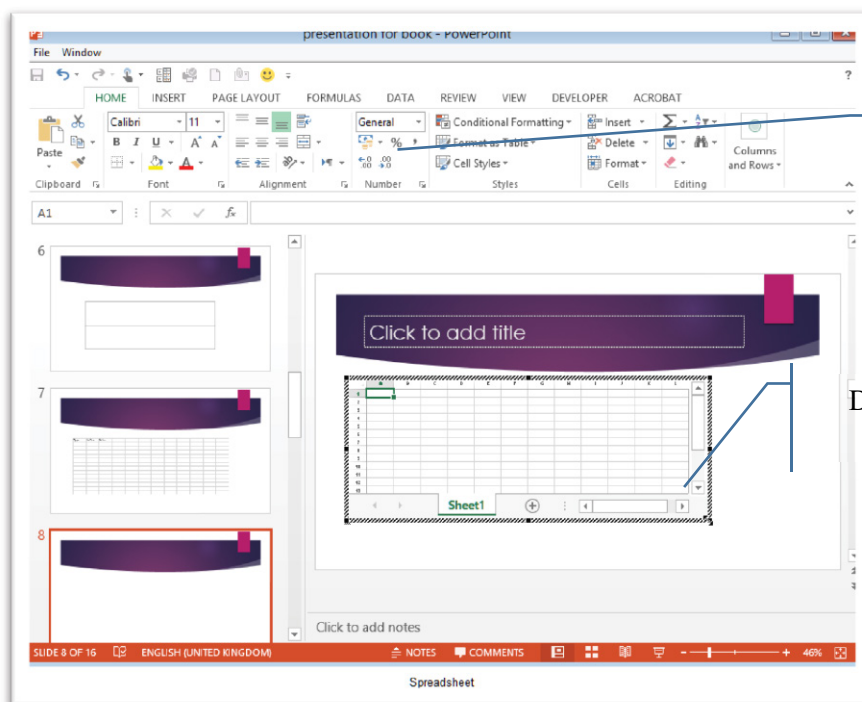 presentation for book - PowerPoint
File Window
?
HOME INSERT PAGE LAYOUT FORMULAS DATA REVIEW VIEW DEVELOPER ACROBAT
Calibri 11 General Conditional Formatting Insert
Paste B I U % Format as Table Delete Columns and Rows
Cell Styles Format
Clipboard Font Alignment Number Styles Cells Editing
A1 fx
6
Click to add title
7
D
Sheet1
8
Click to add notes
SLIDE 8 OF 16 ENGLISH (UNITED KINGDOM) NOTES COMMENTS 46%
Spreadsheet